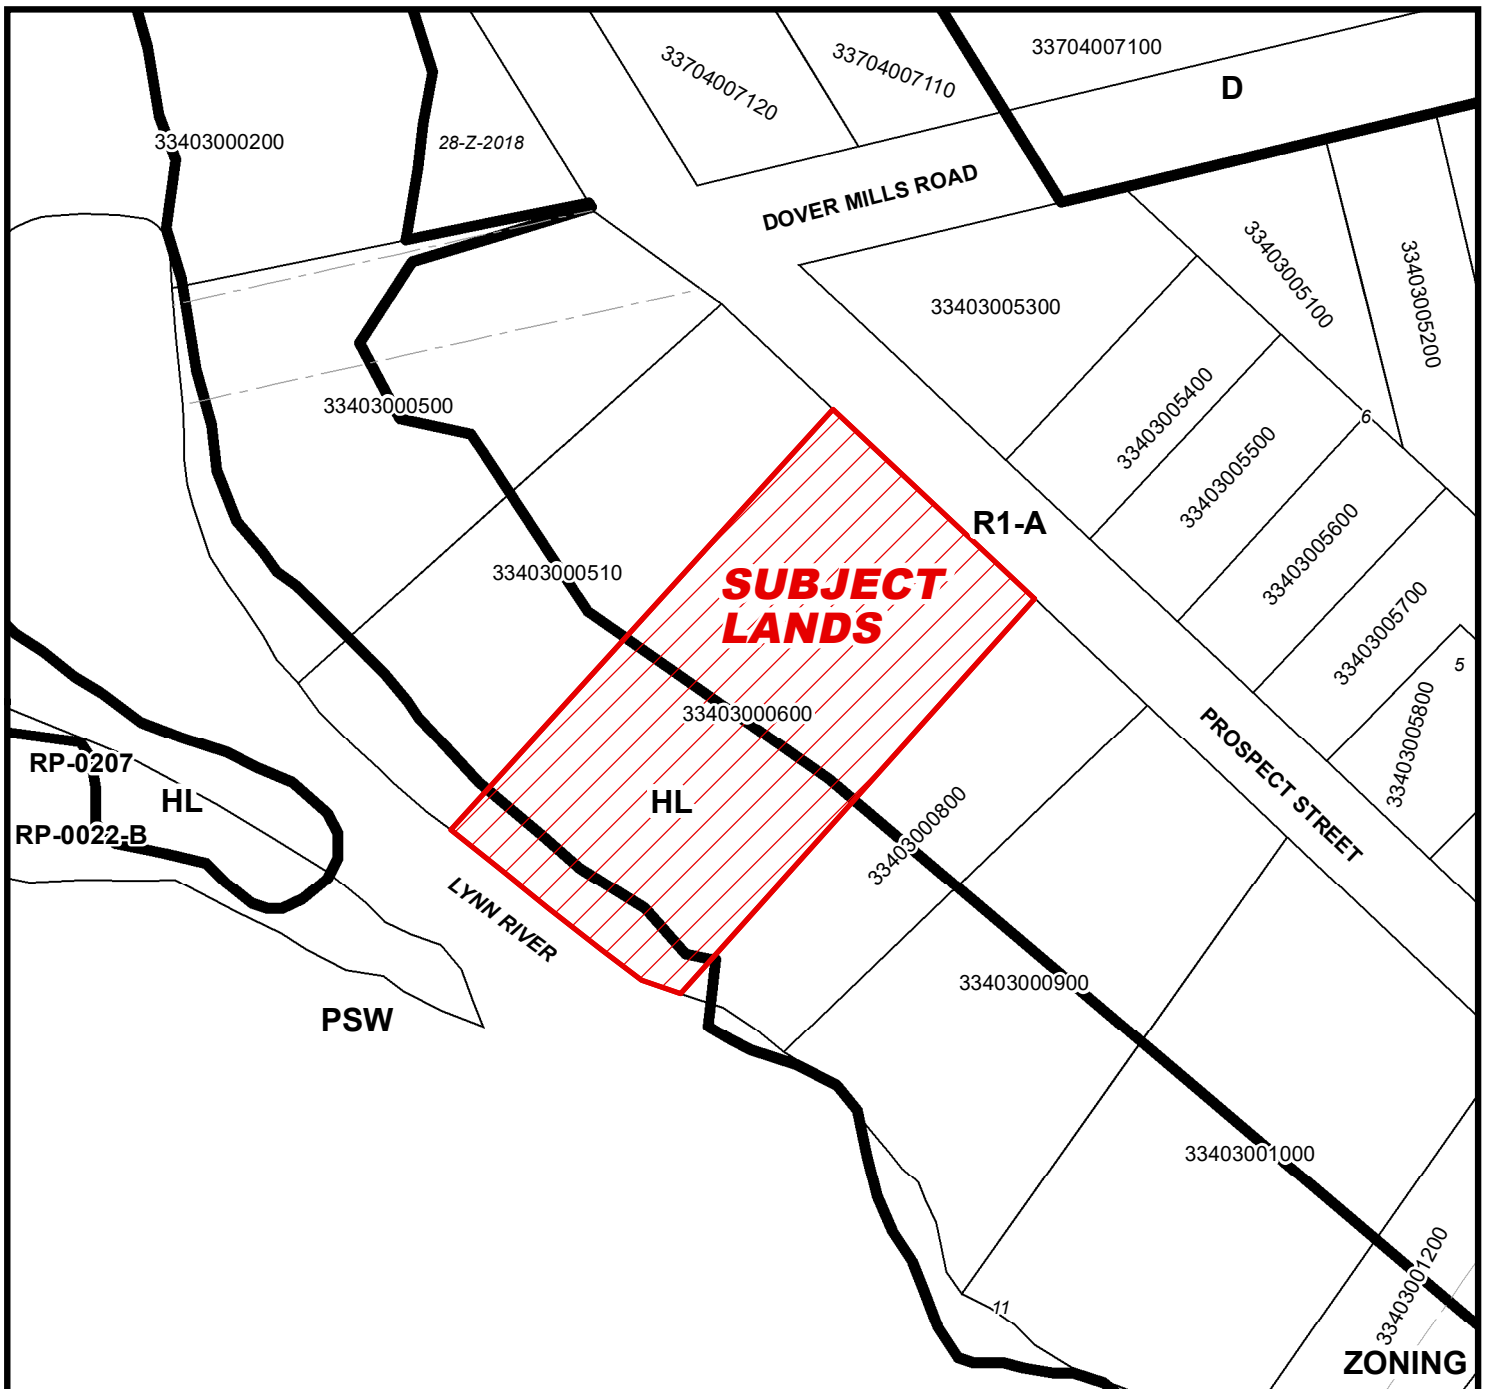 33704007100
33704007120
33704007110
D
33403000200
28-Z-2018
DOVER MILLS ROAD
33403005100
33403005200
33403005300
33403000500
33403005400
6
33403005500
R1-A
33403005600
33403000510
SUBJECT
LANDS
33403005700
5
33403000600
33403005800
PROSPECT STREET
RP-0207
HL
HL
RP-0022-B
33403000800
LYNN RIVER
33403000900
PSW
33403001000
33403001200
11
ZONING